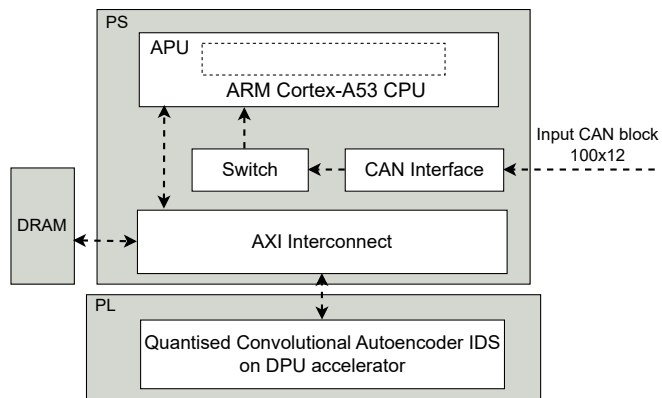 PS
APU
ARM Cortex-A53 CPU
Input CAN block
100x12
Switch
CAN Interface
DRAM
AXI Interconnect
PL
Quantised Convolutional Autoencoder IDS
on DPU accelerator